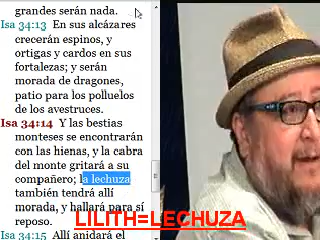 grandes serán nada.
Isa 34:13 En sus alcázares
crecerán espinos, y
ortigas y cardos en sus
fortalezas; y serán
morada de dragones,
patio para los polluelos
de los avestruces.
Isa 34:14 Y las bestias
monteses se encontrarán
con las hienas, y la cabra
del monte gritará a su
compañero; la lechuza
también tendrá allí
morada, y hallará para sí
reposo.
Isa 34:15 Allí anidará el
LILITH=LECHUZA